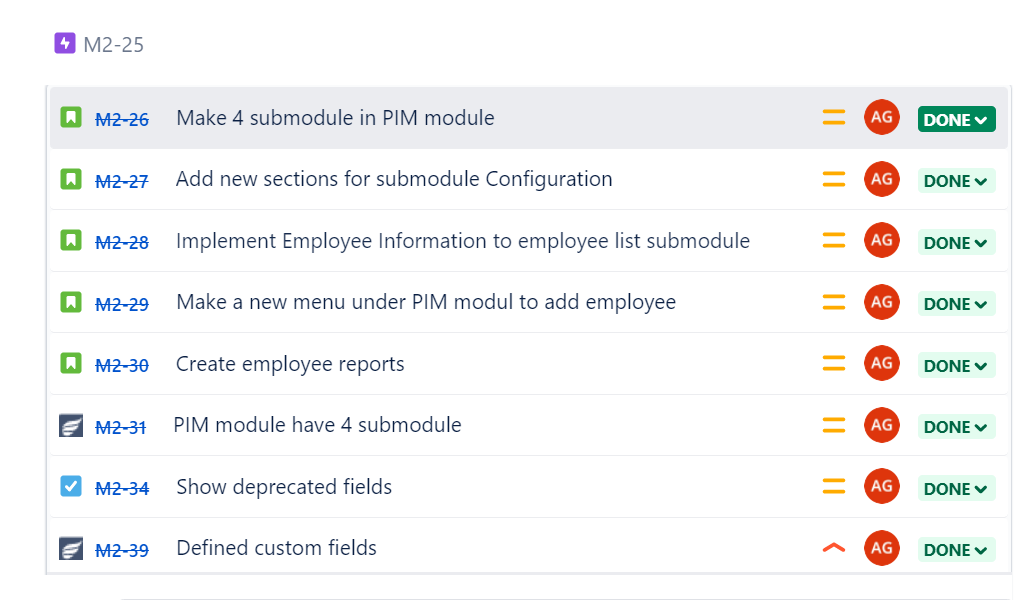 M2-25
M2-26 Make 4 submodule in PIM module AG DONE
M2-27 Add new sections for submodule Configuration AG DONE
M2-28 Implement Employee Information to employee list submodule AG DONE
M2-29 Make a new menu under PIM modul to add employee AG DONE
M2-30 Create employee reports AG DONE
M2-31 PIM module have 4 submodule AG DONE
M2-34 Show deprecated fields AG DONE
M2-39 Defined custom fields AG DONE